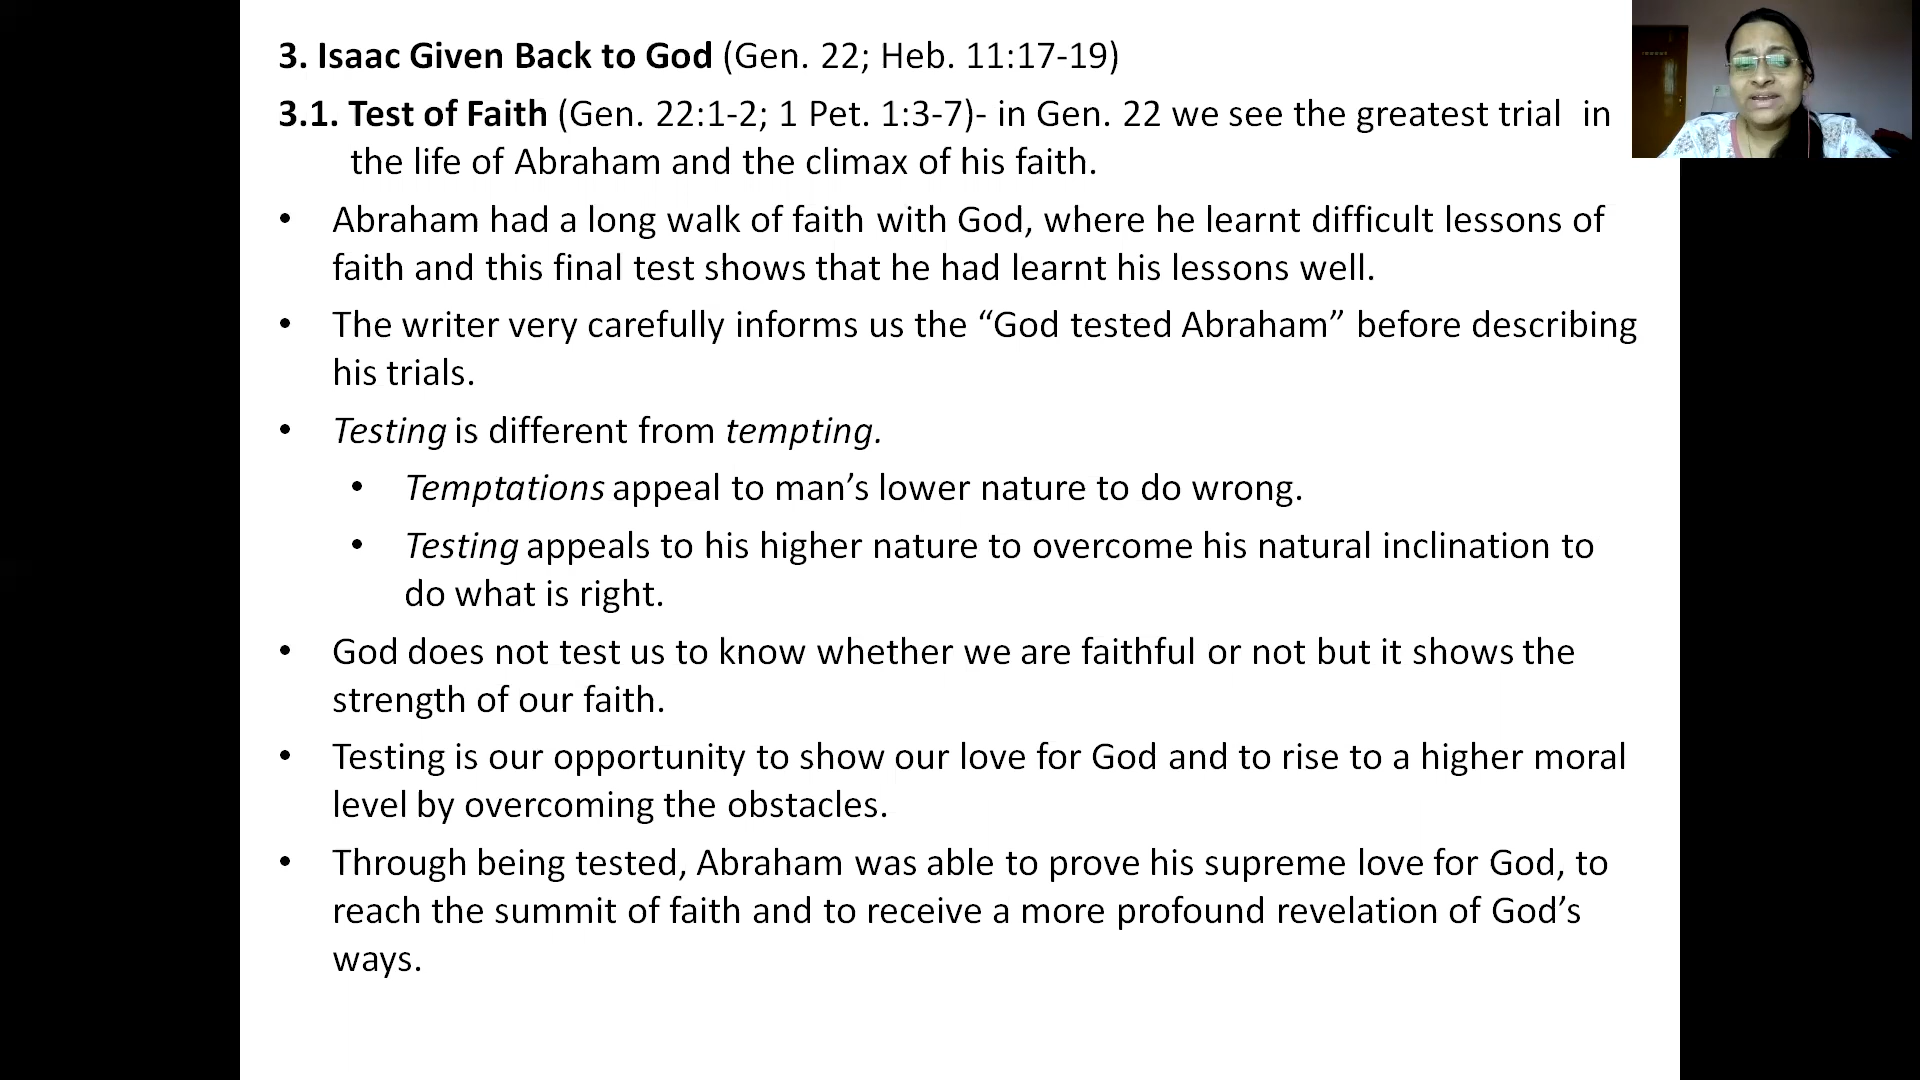 3. Isaac Given Back to God (Gen. 22; Heb. 11:17-19)
3.1. Test of Faith (Gen. 22:1-2; 1 Pet. 1:3-7)- in Gen. 22 we see the greatest trial in
the life of Abraham and the climax of his faith.
• Abraham had a long walk of faith with God, where he learnt difficult lessons of
faith and this final test shows that he had learnt his lessons well.
• The writer very carefully informs us the “God tested Abraham” before describing
his trials.
• Testing is different from tempting.
• Temptations appeal to man’s lower nature to do wrong.
• Testing appeals to his higher nature to overcome his natural inclination to
do what is right.
• God does not test us to know whether we are faithful or not but it shows the
strength of our faith.
• Testing is our opportunity to show our love for God and to rise to a higher moral
level by overcoming the obstacles.
• Through being tested, Abraham was able to prove his supreme love for God, to
reach the summit of faith and to receive a more profound revelation of God’s
ways.